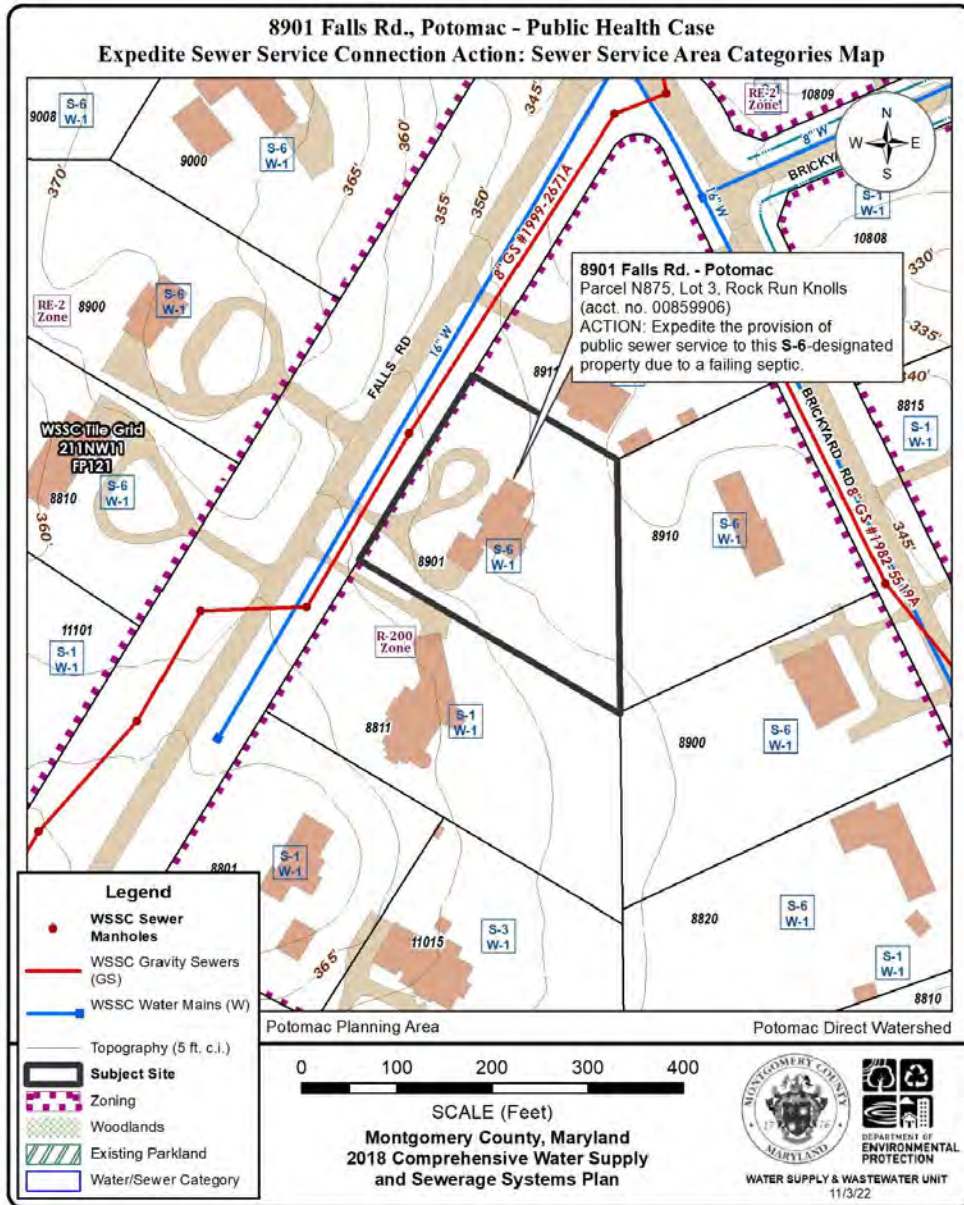 8901 Falls Rd., Potomac - Public Health Case
Expedite Sewer Service Connection Action: Sewer Service Area Categories Map
9008
S-6
W-1
370'
9000
S-6
W-1
365'
360'
355'
350'
345'
RE-2
Zone
10809
8" W
BRICKYA
N
W E
S
S-1
W-1
10808
330'
335'
340'
16" W
8" GS #1999-2671A
16" W
FALLS RD
8901 Falls Rd. - Potomac
Parcel N875, Lot 3, Rock Run Knolls
(acct. no. 00859906)
ACTION: Expedite the provision of
public sewer service to this S-6-designated
property due to a failing septic.
RE-2
Zone
8900
S-6
W-1
8911
8815
S-1
W-1
WSSC Tile Grid
211NW11
FP121
S-6
W-1
8810
360'
8901
S-6
W-1
8910
S-6
W-1
BRICKYARD RD
8" GS #1982-5519A
345'
11101
S-1
W-1
R-200
Zone
8811
S-1
W-1
8900
S-6
W-1
8801
S-1
W-1
365'
11015
S-3
W-1
8820
S-6
W-1
S-1
W-1
8810
Legend
WSSC Sewer
Manholes
WSSC Gravity Sewers
(GS)
WSSC Water Mains (W)
Topography (5 ft. c.i.)
Subject Site
Zoning
Woodlands
Existing Parkland
Water/Sewer Category
Potomac Planning Area
Potomac Direct Watershed
0 100 200 300 400
SCALE (Feet)
Montgomery County, Maryland
2018 Comprehensive Water Supply
and Sewerage Systems Plan
MONTGOMERY COUNTY
17 76
MARYLAND
DEPARTMENT OF
ENVIRONMENTAL
PROTECTION
WATER SUPPLY & WASTEWATER UNIT
11/3/22